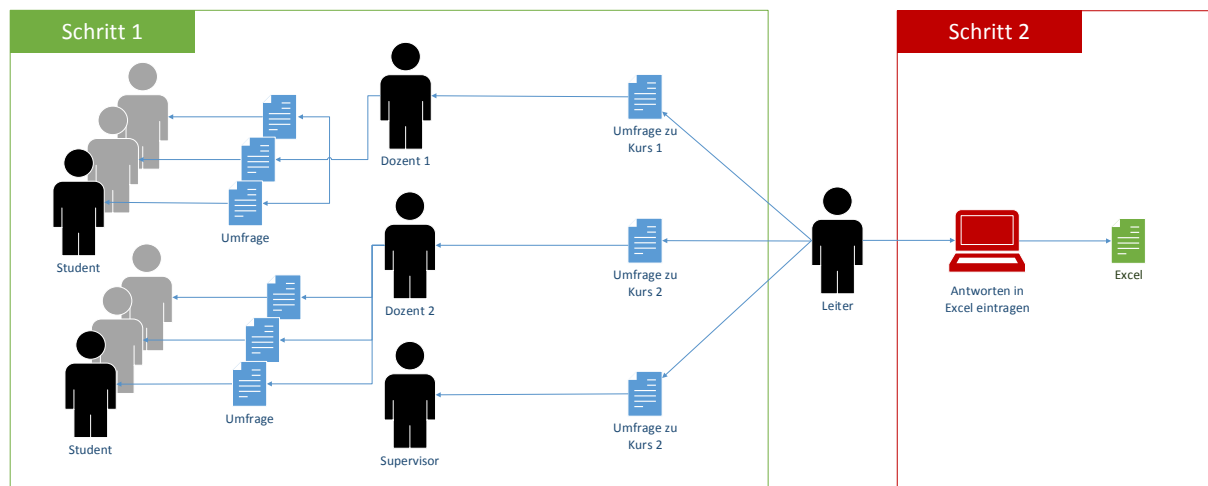 Schritt 1
Schritt 2
Dozent 1
Umfrage zu
Kurs 1
Umfrage
Student
Dozent 2
Umfrage zu
Kurs 2
Leiter
Antworten in
Excel eintragen
Excel
Umfrage
Student
Supervisor
Umfrage zu
Kurs 2